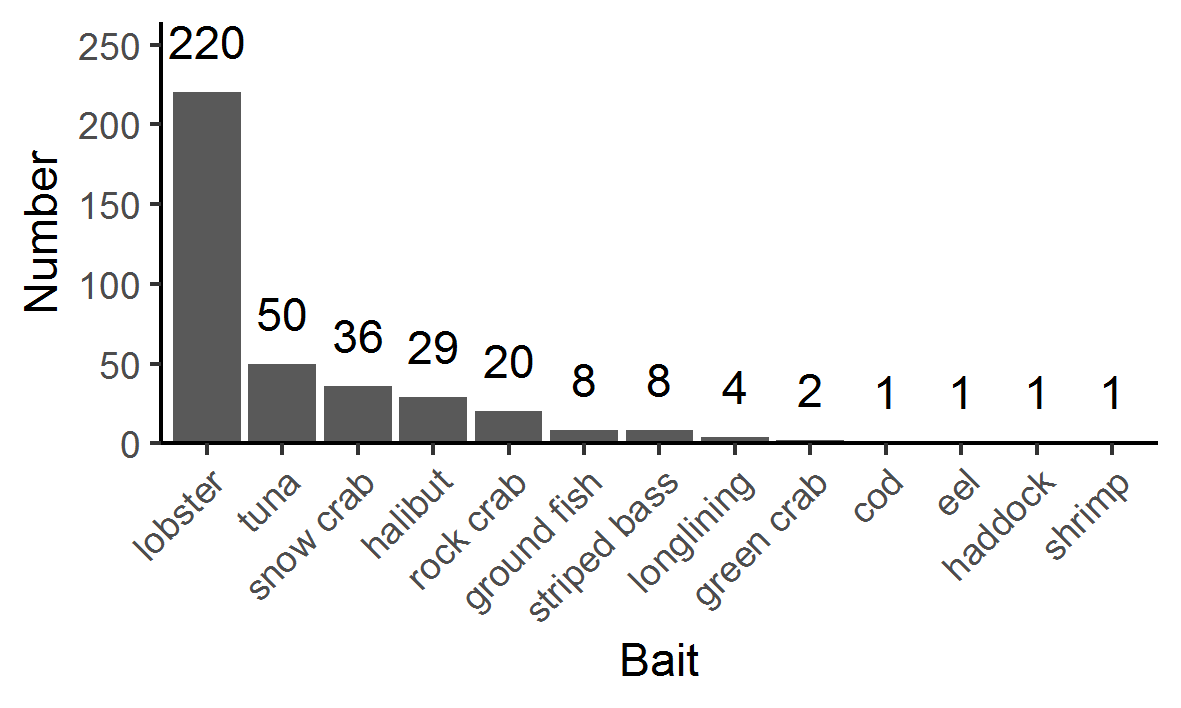 Number
250
200
150
100
50
0
220
50
36
29
20
8
8
4
2
1
1
1
1
lobster
tuna
snow crab
halibut
rock crab
ground fish
striped bass
longlining
green crab
cod
eel
haddock
shrimp
Bait